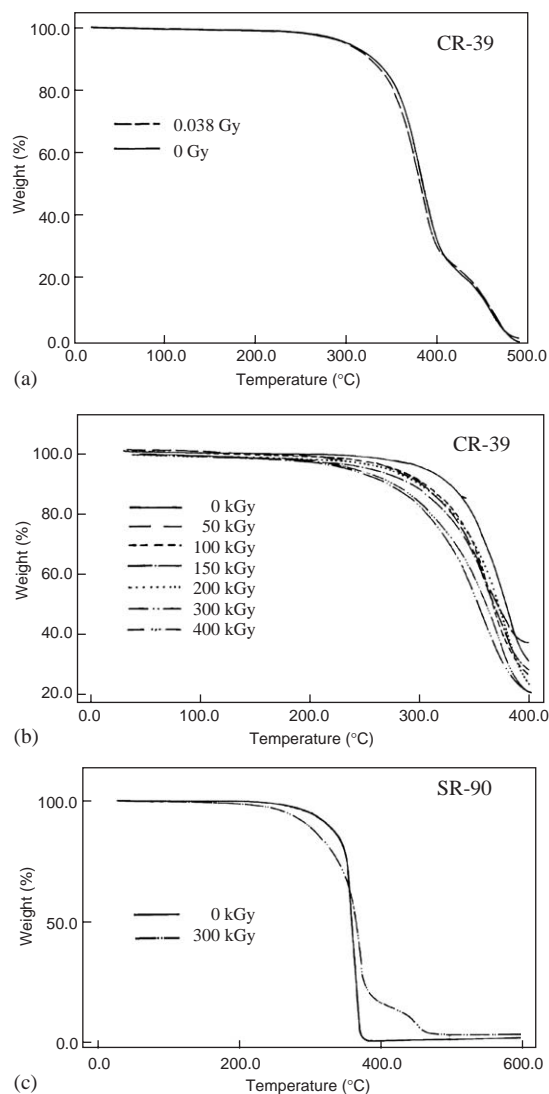 100.0
CR-39
80.0
0.038 Gy
0 Gy
60.0
Weight (%)
40.0
20.0
0.0
0.0 100.0 200.0 300.0 400.0 500.0
(a)
Temperature (°C)
CR-39
100.0
0 kGy
80.0
50 kGy
100 kGy
Weight (%)
150 kGy
60.0
200 kGy
300 kGy
40.0
400 kGy
20.0
0.0 100.0 200.0 300.0 400.0
(b)
Temperature (°C)
SR-90
100.0
Weight (%)
0 kGy
50.0
300 kGy
0.0
0.0 200.0 400.0 600.0
(c)
Temperature (°C)